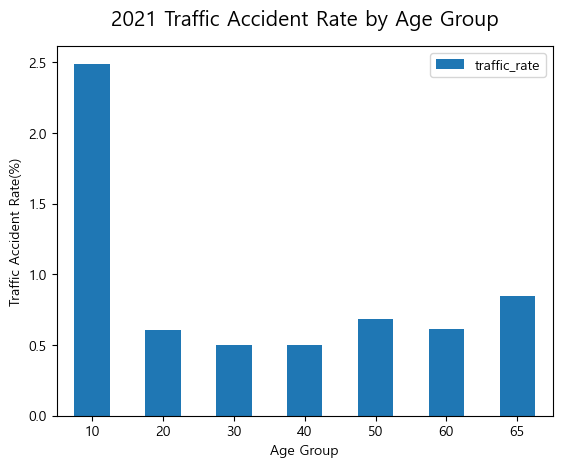 2021 Traffic Accident Rate by Age Group
traffic_rate
Traffic Accident Rate(%)
2.5
2.0
1.5
1.0
0.5
0.0
10 20 30 40 50 60 65
Age Group